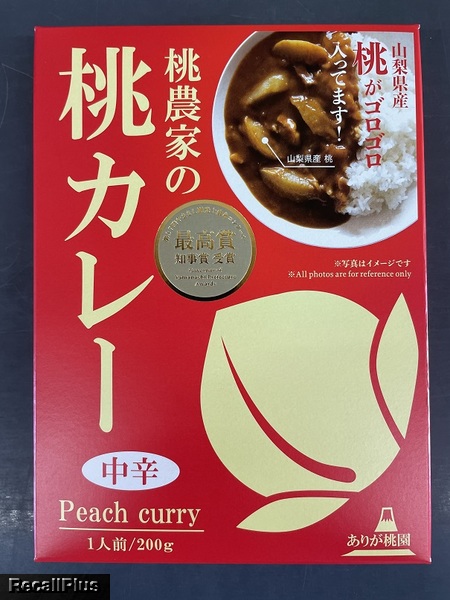 山梨県産
桃がゴロゴロ
入ってます!
山梨県産 桃
※写真はイメージです
※All photos are for reference only
桃農家の
桃カレー
最高賞
知事賞 受賞
中辛
Peach curry
1人前/200g
ありが桃園
RecallPlus